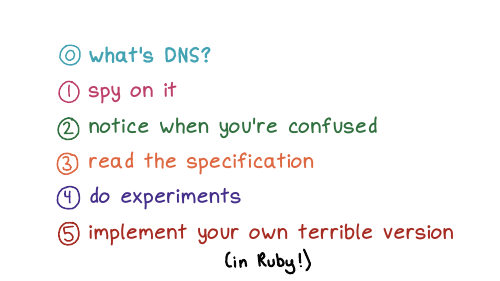 0 what's DNS?
1 spy on it
2 notice when you're confused
3 read the specification
4 do experiments
5 implement your own terrible version
(in Ruby!)